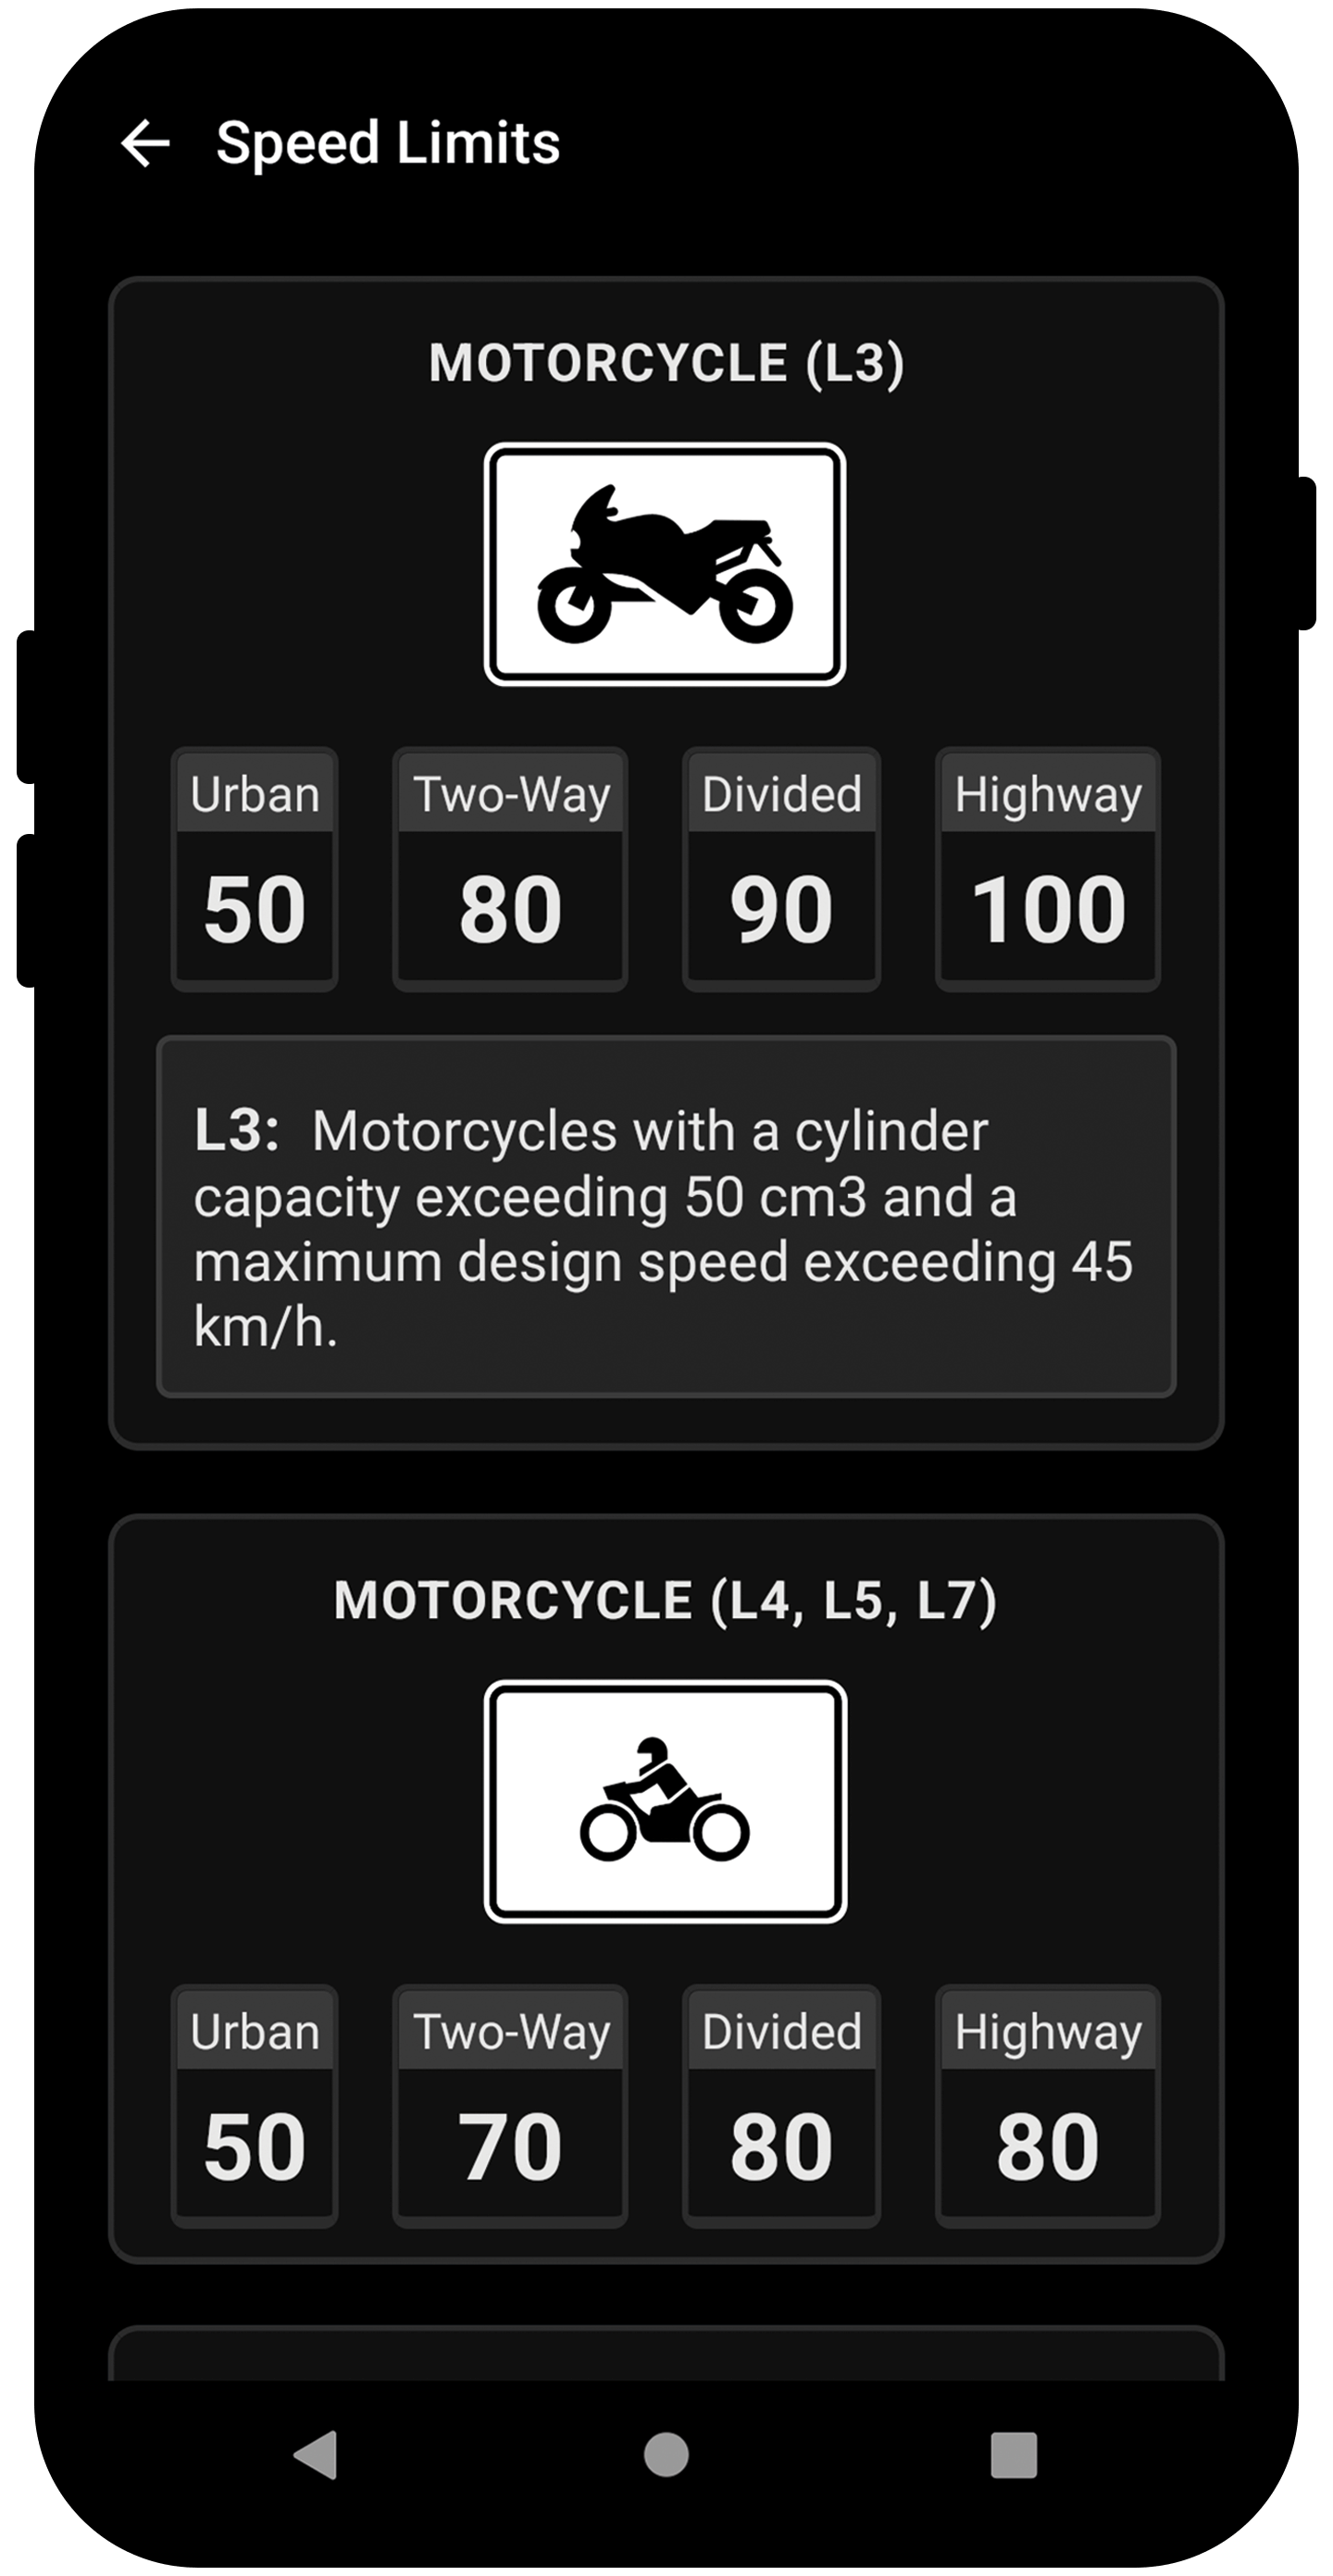 Speed Limits
MOTORCYCLE (L3)
Urban Two-Way Divided Highway
50 80 90 100
L3: Motorcycles with a cylinder
capacity exceeding 50 cm3 and a
maximum design speed exceeding 45
km/h.
MOTORCYCLE (L4, L5, L7)
Urban Two-Way Divided Highway
50 70 80 80